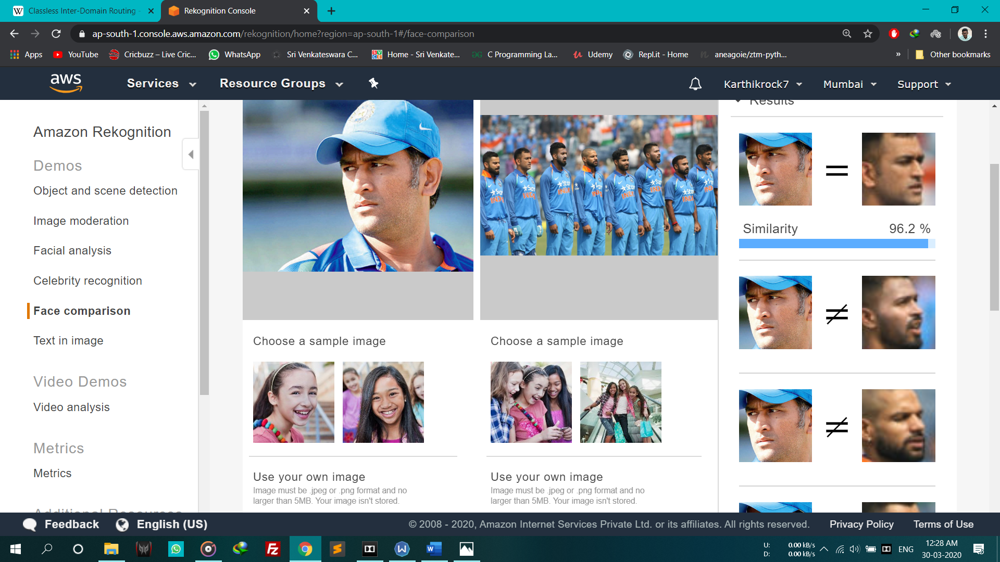 Classless Inter-Domain Routing -
Rekognition Console
ap-south-1.console.aws.amazon.com/rekognition/home?region=ap-south-1#/face-comparison
Apps YouTube Cricbuzz – Live Cric... WhatsApp Sri Venkateswara C... Home - Sri Venkate... C Programming La... Udemy Repl.it - Home aneagoie/ztm-pyth... » Other bookmarks
aws Services Resource Groups Karthikrock7 Mumbai Support
Amazon Rekognition
Demos
Object and scene detection
Image moderation
Facial analysis
Celebrity recognition
Face comparison
Text in image
Video Demos
Video analysis
Metrics
Metrics
Additional Resources
Choose a sample image
Use your own image
Image must be .jpeg or .png format and no
larger than 5MB. Your image isn't stored.
Choose a sample image
Use your own image
Image must be .jpeg or .png format and no
larger than 5MB. Your image isn't stored.
Results
=
Similarity 96.2 %
≠
≠
Feedback English (US) © 2008 - 2020, Amazon Internet Services Private Ltd. or its affiliates. All rights reserved. Privacy Policy Terms of Use
U: 0.00 kB/s
D: 0.00 kB/s
ENG
12:28 AM
30-03-2020